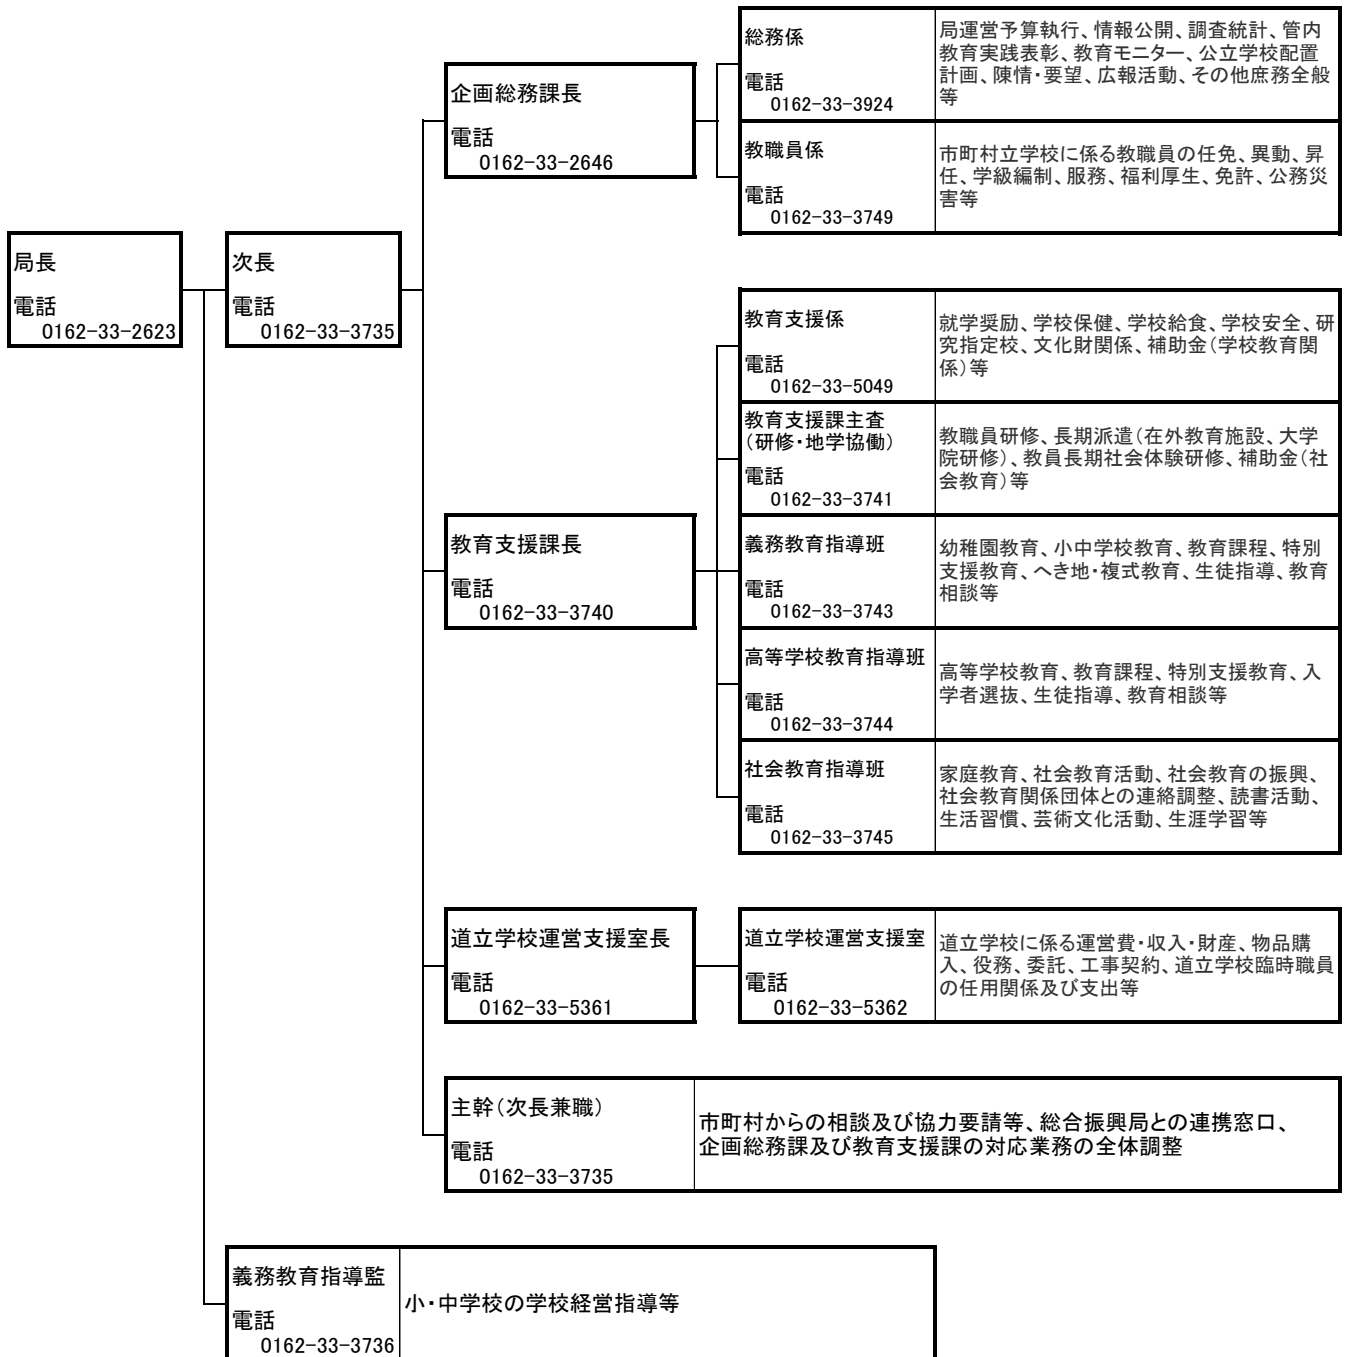 総務係
電話
0162-33-3924
局運営予算執行、情報公開、調査統計、管内
教育実践表彰、教育モニター、公立学校配置
計画、陳情・要望、広報活動、その他庶務全般
等
企画総務課長
電話
0162-33-2646
教職員係
電話
0162-33-3749
市町村立学校に係る教職員の任免、異動、昇
任、学級編制、服務、福利厚生、免許、公務災
害等
局長
電話
0162-33-2623
次長
電話
0162-33-3735
教育支援係
電話
0162-33-5049
就学奨励、学校保健、学校給食、学校安全、研
究指定校、文化財関係、補助金（学校教育関
係）等
教育支援課主査
（研修・地学協働）
電話
0162-33-3741
教職員研修、長期派遣（在外教育施設、大学
院研修）、教員長期社会体験研修、補助金（社
会教育）等
教育支援課長
電話
0162-33-3740
義務教育指導班
電話
0162-33-3743
幼稚園教育、小中学校教育、教育課程、特別
支援教育、へき地・複式教育、生徒指導、教育
相談等
高等学校教育指導班
電話
0162-33-3744
高等学校教育、教育課程、特別支援教育、入
学者選抜、生徒指導、教育相談等
社会教育指導班
電話
0162-33-3745
家庭教育、社会教育活動、社会教育の振興、
社会教育関係団体との連絡調整、読書活動、
生活習慣、芸術文化活動、生涯学習等
道立学校運営支援室長
電話
0162-33-5361
道立学校運営支援室
電話
0162-33-5362
道立学校に係る運営費・収入・財産、物品購
入、役務、委託、工事契約、道立学校臨時職員
の任用関係及び支出等
主幹（次長兼職）
電話
0162-33-3735
市町村からの相談及び協力要請等、総合振興局との連携窓口、
企画総務課及び教育支援課の対応業務の全体調整
義務教育指導監
電話
0162-33-3736
小・中学校の学校経営指導等